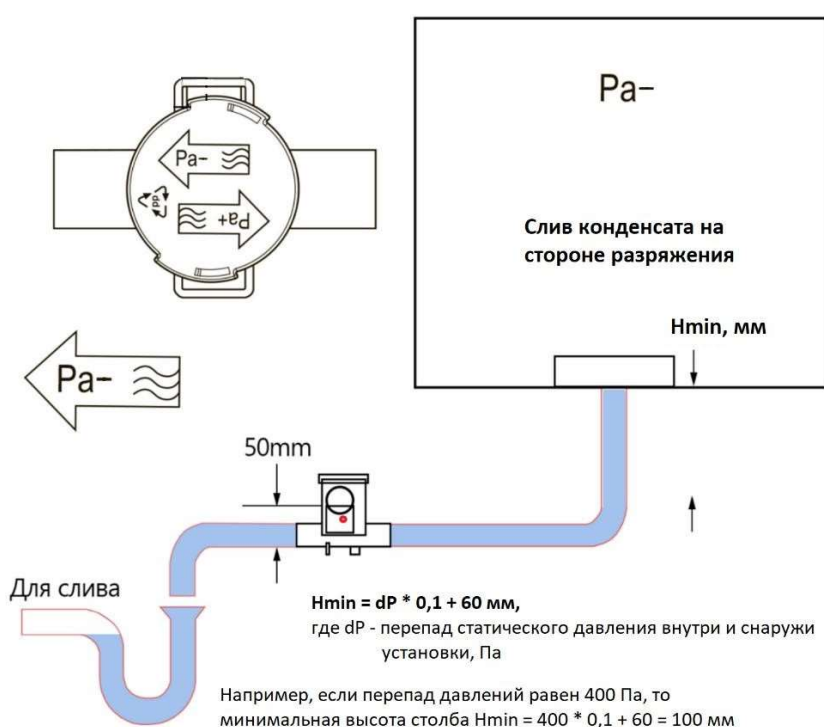 Pa-
Pa-
Pa+
PP
Слив конденсата на
стороне разряжения
Hmin, мм
Pa-
50mm
Для слива
Hmin = dP * 0,1 + 60 мм,
где dP - перепад статического давления внутри и снаружи
установки, Па
Например, если перепад давлений равен 400 Па, то
минимальная высота столба Hmin = 400 * 0,1 + 60 = 100 мм